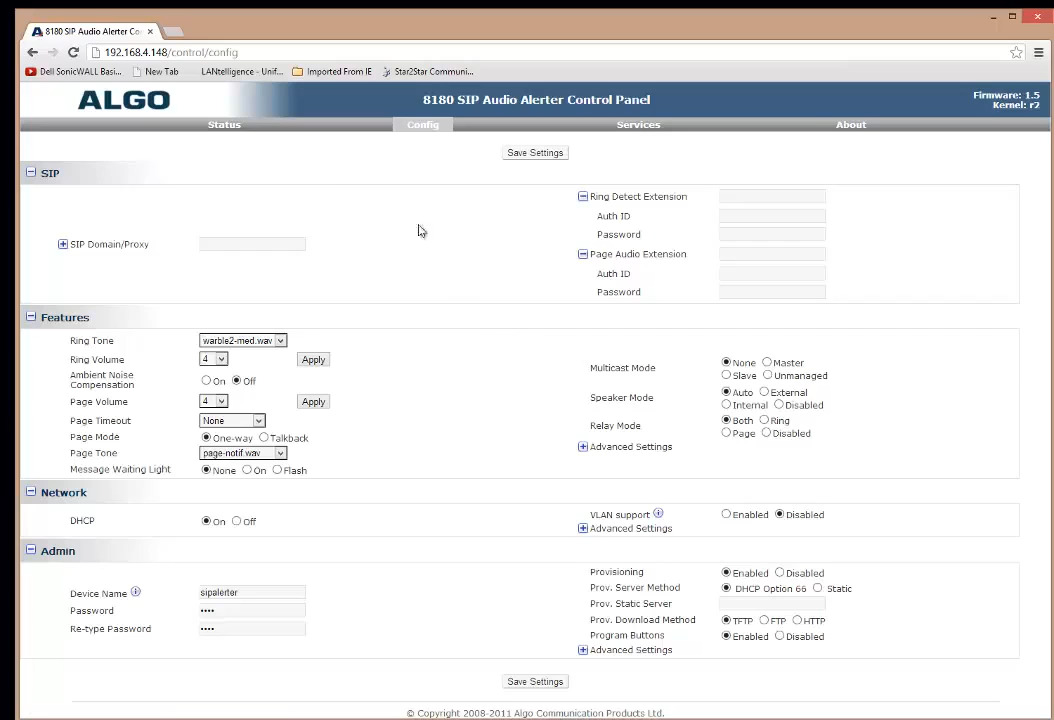 8180 SIP Audio Alerter Co
192.168.4.148/control/config
Dell SonicWALL Basi... New Tab LANtelligence - Unif... Imported From IE Star2Star Communi...
ALGO
8180 SIP Audio Alerter Control Panel
Firmware: 1.5
Kernel: r2
Status Config Services About
Save Settings
SIP
SIP Domain/Proxy
Ring Detect Extension
Auth ID
Password
Page Audio Extension
Auth ID
Password
Features
Ring Tone warble2-med.wav
Ring Volume 4 Apply
Ambient Noise
Compensation On Off
Page Volume 4 Apply
Page Timeout None
Page Mode One-way Talkback
Page Tone page-notif.wav
Message Waiting Light None On Flash
Multicast Mode None Master
Slave Unmanaged
Speaker Mode Auto External
Internal Disabled
Relay Mode Both Ring
Page Disabled
Advanced Settings
Network
DHCP On Off
VLAN support Enabled Disabled
Advanced Settings
Admin
Device Name sipalerter
Password ••••
Re-type Password ••••
Provisioning Enabled Disabled
Prov. Server Method DHCP Option 66 Static
Prov. Static Server
Prov. Download Method TFTP FTP HTTP
Program Buttons Enabled Disabled
Advanced Settings
Save Settings
© Copyright 2008-2011 Algo Communication Products Ltd.